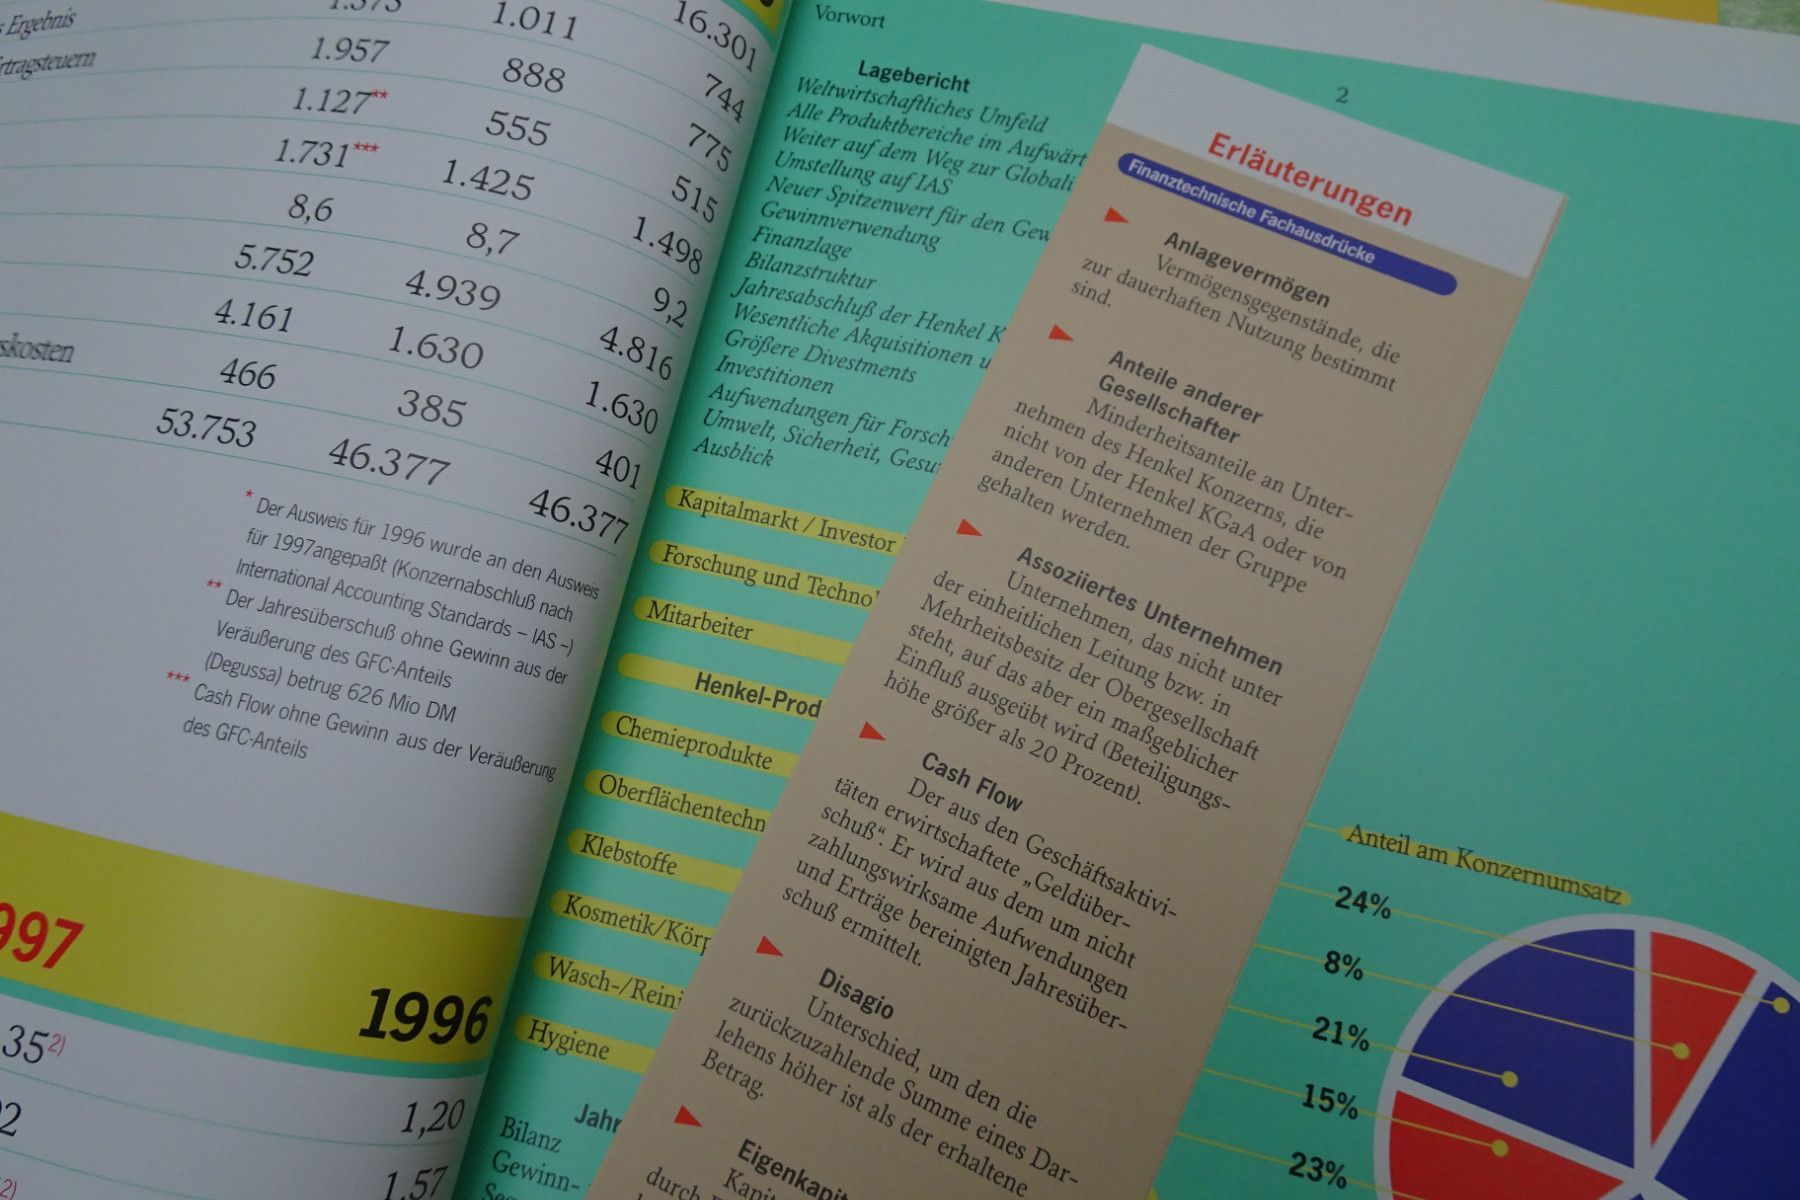 Ergebnis
1.957
1.011
16.301
888
744
1.127**
555
775
1.731***
1.425
515
8,6
8,7
1.498
5.752
4.939
9,2
4.161
1.630
4.816
466
385
1.630
53.753
46.377
401
46.377
* Der Ausweis für 1996 wurde an den Ausweis
für 1997angepaßt (Konzernabschluß nach
International Accounting Standards – IAS –)
** Der Jahresüberschuß ohne Gewinn aus der
Veräußerung des GFC-Anteils
(Degussa) betrug 626 Mio DM
*** Cash Flow ohne Gewinn aus der Veräußerung
des GFC-Anteils
1996
35²⁾
1,20
1,57
Vorwort
2
Lagebericht
Weltwirtschaftliches Umfeld
Alle Produktbereiche im Aufwärt
Weiter auf dem Weg zur Globali
Umstellung auf IAS
Neuer Spitzenwert für den Gew
Gewinnverwendung
Finanzlage
Bilanzstruktur
Jahresabschluß der Henkel K
Wesentliche Akquisitionen u
Größere Divestments
Investitionen
Aufwendungen für Forsch
Umwelt, Sicherheit, Gesu
Ausblick
Kapitalmarkt / Investor
Forschung und Techno
Mitarbeiter
Henkel-Prod
Chemieprodukte
Oberflächentechn
Klebstoffe
Kosmetik/Körp
Wasch-/Reini
Hygiene
Jahr
Bilanz
Gewinn-
Erläuterungen
Finanztechnische Fachausdrücke
Anlagevermögen
Vermögensgegenstände, die
zur dauerhaften Nutzung bestimmt
sind.
Anteile anderer
Gesellschafter
Minderheitsanteile an Unter-
nehmen des Henkel Konzerns, die
nicht von der Henkel KGaA oder von
anderen Unternehmen der Gruppe
gehalten werden.
Assoziiertes Unternehmen
Unternehmen, das nicht unter
der einheitlichen Leitung bzw. in
Mehrheitsbesitz der Obergesellschaft
steht, auf das aber ein maßgeblicher
Einfluß ausgeübt wird (Beteiligungs-
höhe größer als 20 Prozent).
Cash Flow
Der aus den Geschäftsaktivi-
täten erwirtschaftete „Geldüber-
schuß“. Er wird aus dem um nicht
zahlungswirksame Aufwendungen
und Erträge bereinigten Jahresüber-
schuß ermittelt.
Disagio
Unterschied, um den die
zurückzuzahlende Summe eines Dar-
lehens höher ist als der erhaltene
Betrag.
Eigenkapit
Kapit
durch
Anteil am Konzernumsatz
24%
8%
21%
15%
23%